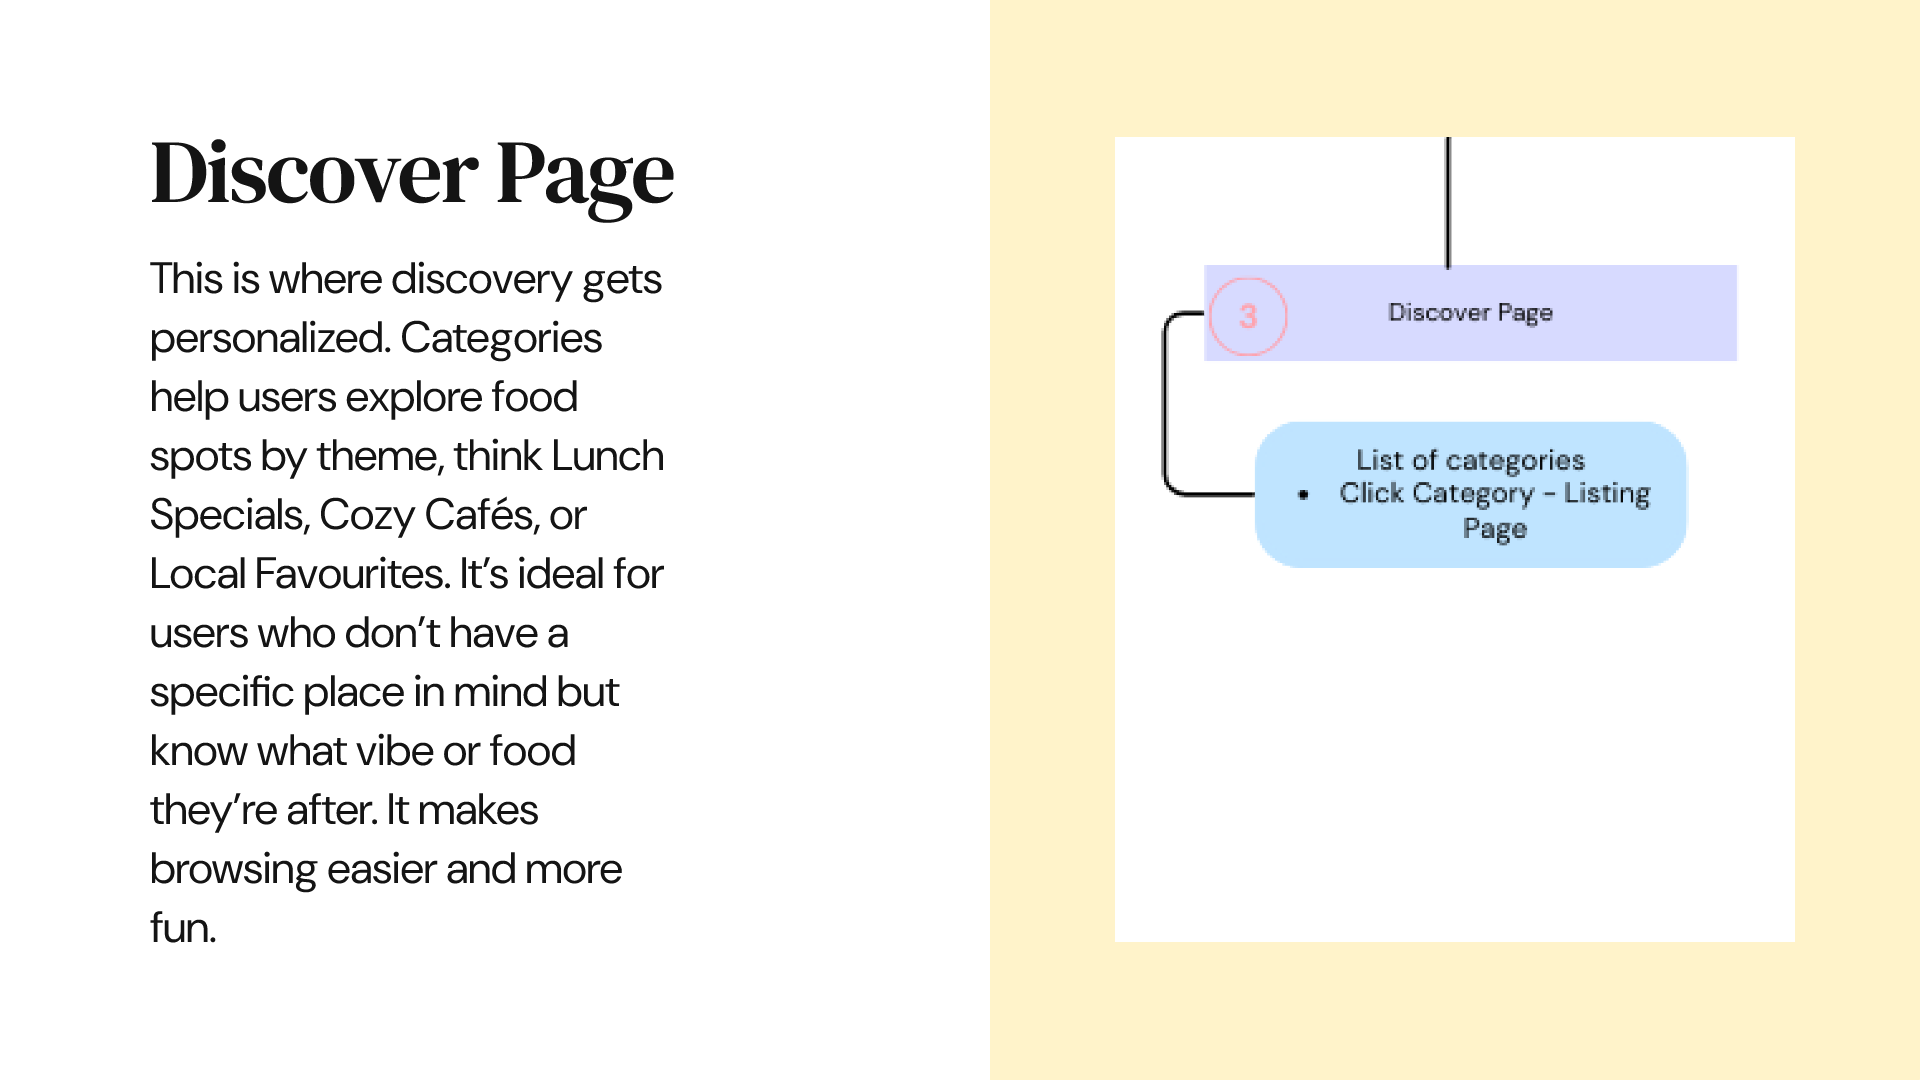 Discover Page
This is where discovery gets
personalized. Categories
help users explore food
spots by theme, think Lunch
Specials, Cozy Cafés, or
Local Favourites. It’s ideal for
users who don’t have a
specific place in mind but
know what vibe or food
they’re after. It makes
browsing easier and more
fun.
3
Discover Page
List of categories
• Click Category - Listing
Page